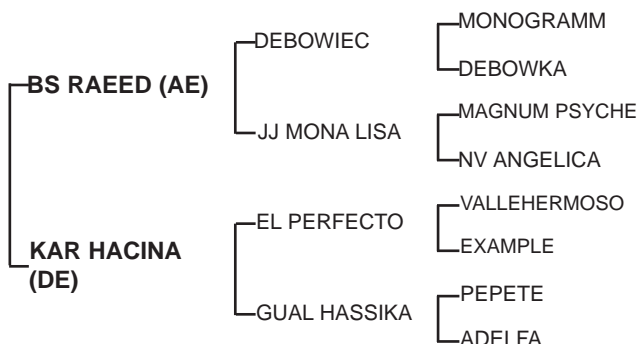 MONOGRAMM
DEBOWIEC
DEBOWKA
BS RAEED (AE)
MAGNUM PSYCHE
JJ MONA LISA
NV ANGELICA
VALLEHERMOSO
EL PERFECTO
EXAMPLE
KAR HACINA
(DE)
PEPETE
GUAL HASSIKA
ADELFA